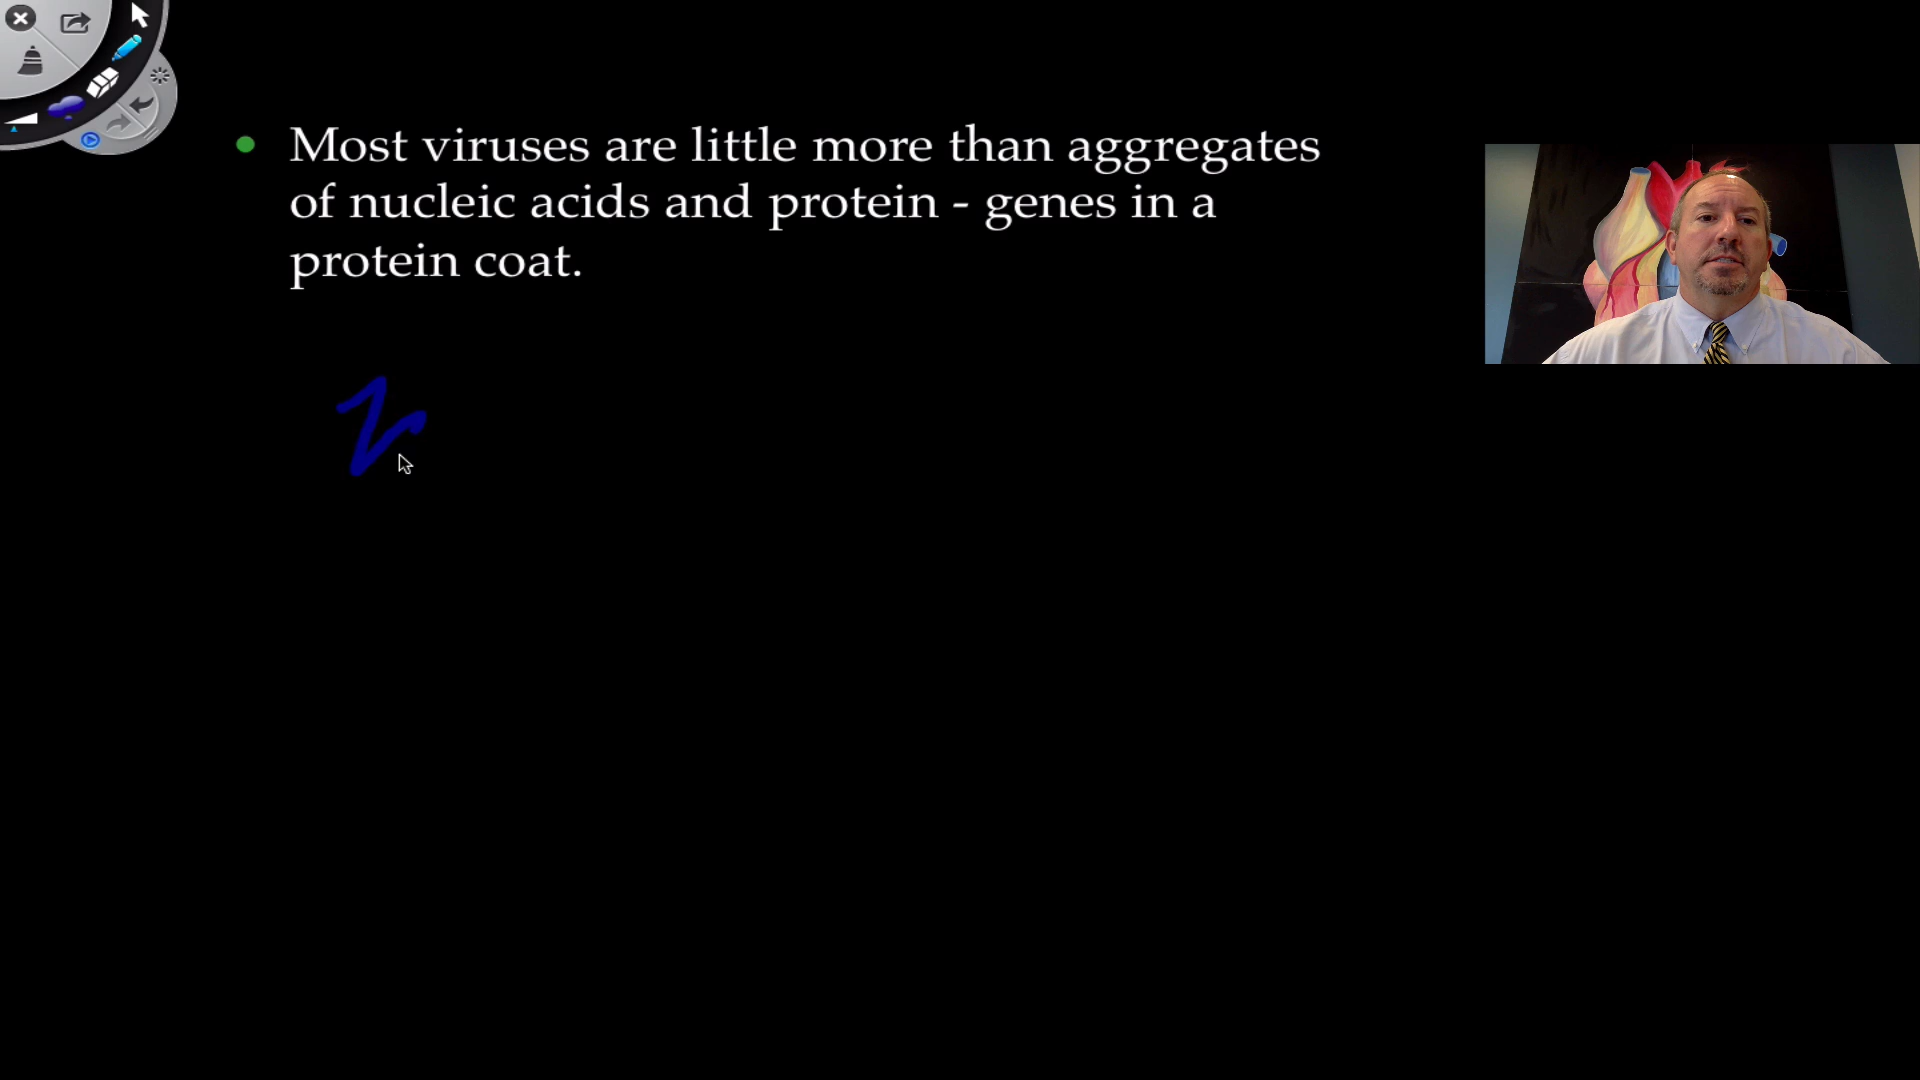 • Most viruses are little more than aggregates
of nucleic acids and protein - genes in a
protein coat.